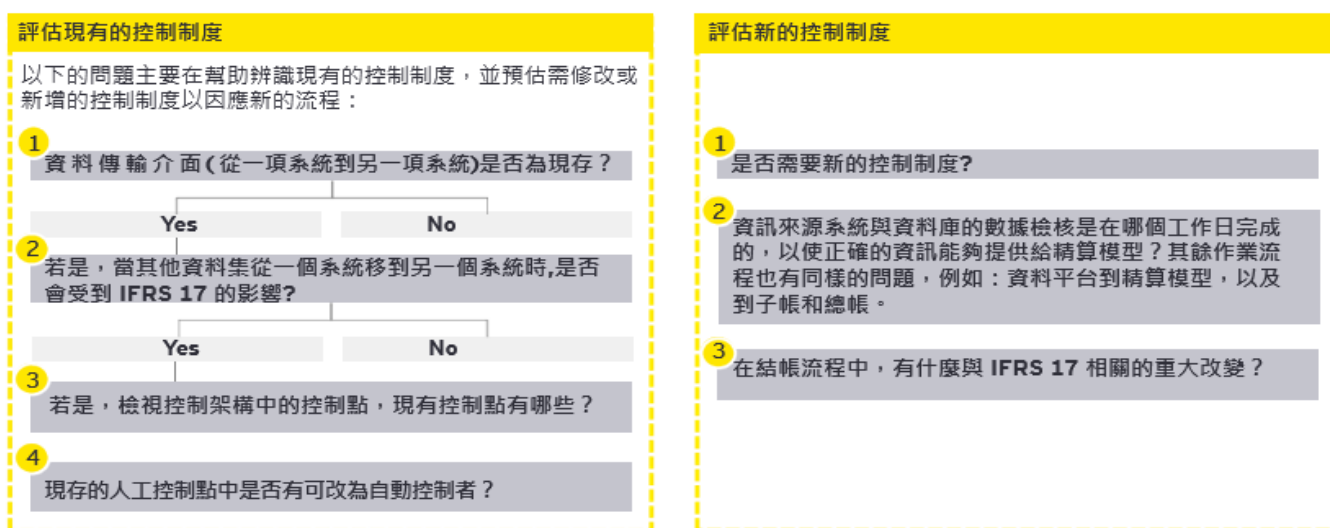 評估現有的控制制度
以下的問題主要在幫助辨識現有的控制制度，並預估需修改或
新增的控制制度以因應新的流程：
1
資料傳輸介面(從一項系統到另一項系統)是否為現存？
Yes
No
2
若是，當其他資料集從一個系統移到另一個系統時,是否
會受到 IFRS 17 的影響?
Yes
No
3
若是，檢視控制架構中的控制點，現有控制點有哪些？
4
現存的人工控制點中是否有可改為自動控制者？
評估新的控制制度
1
是否需要新的控制制度?
2
資訊來源系統與資料庫的數據檢核是在哪個工作日完成
的，以使正確的資訊能夠提供給精算模型？其餘作業流
程也有同樣的問題，例如：資料平台到精算模型，以及
到子帳和總帳。
3
在結帳流程中，有什麼與 IFRS 17 相關的重大改變？